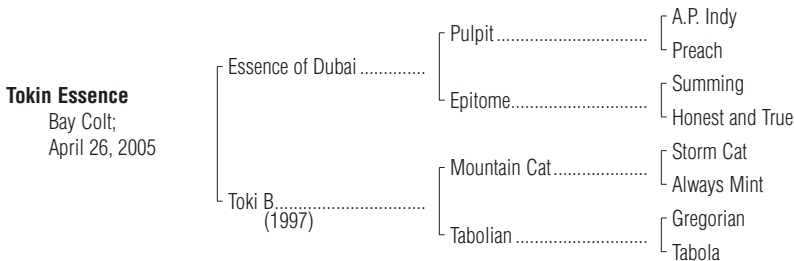 A.P. Indy
Pulpit
Preach
Essence of Dubai
Summing
Epitome
Honest and True
Tokin Essence
Bay Colt;
April 26, 2005
Storm Cat
Mountain Cat
Always Mint
Toki B.
(1997)
Gregorian
Tabolian
Tabola